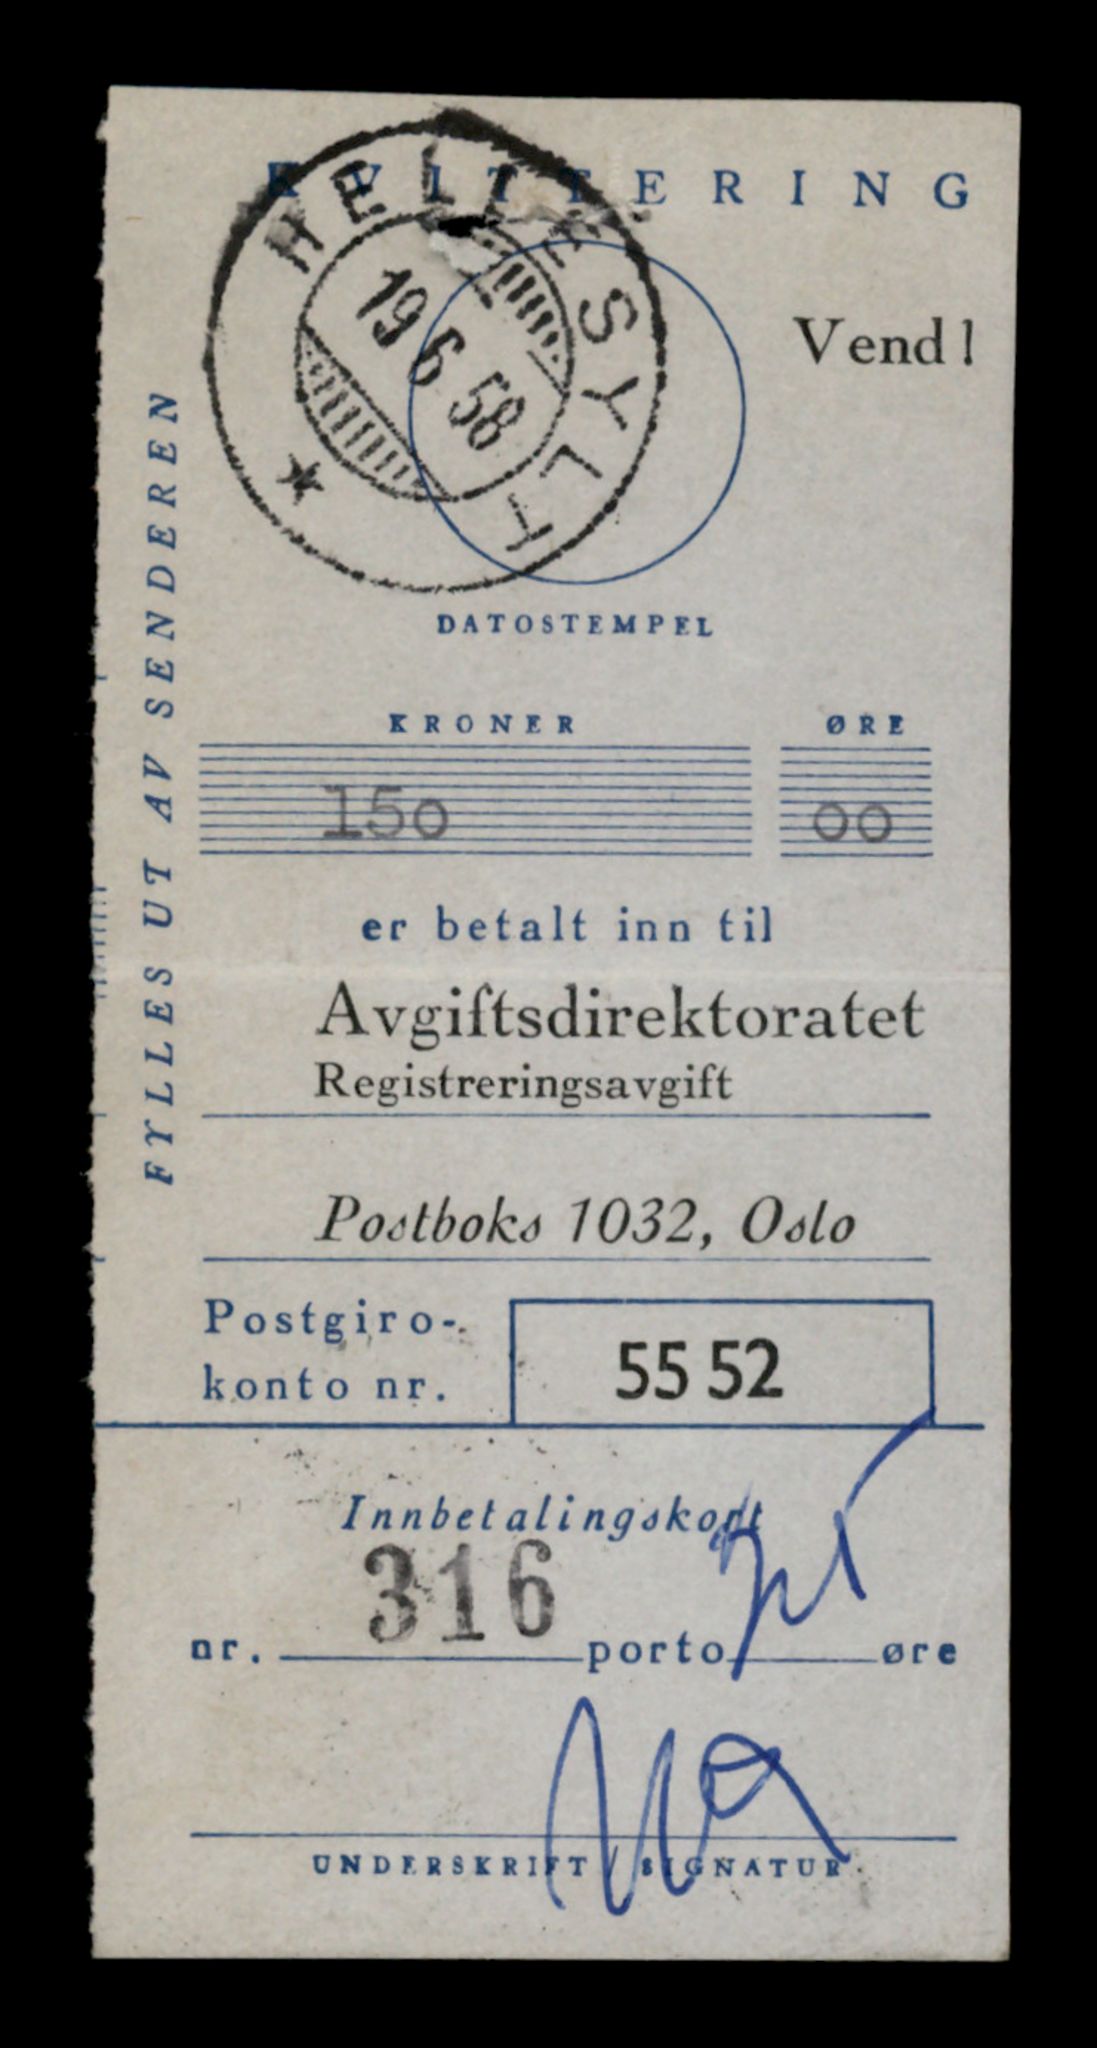 KVITTERING
HELLESYLT
19 6 58
Vend!
DATOSTEMPEL
FYLLES UT AV SENDEREN
KRONER ØRE
150 00
er betalt inn til
Avgiftsdirektoratet
Registreringsavgift
Postboks 1032, Oslo
Postgiro-
konto nr.
55 52
Innbetalingskort
nr. 316 porto øre
UNDERSKRIFT / SIGNATUR